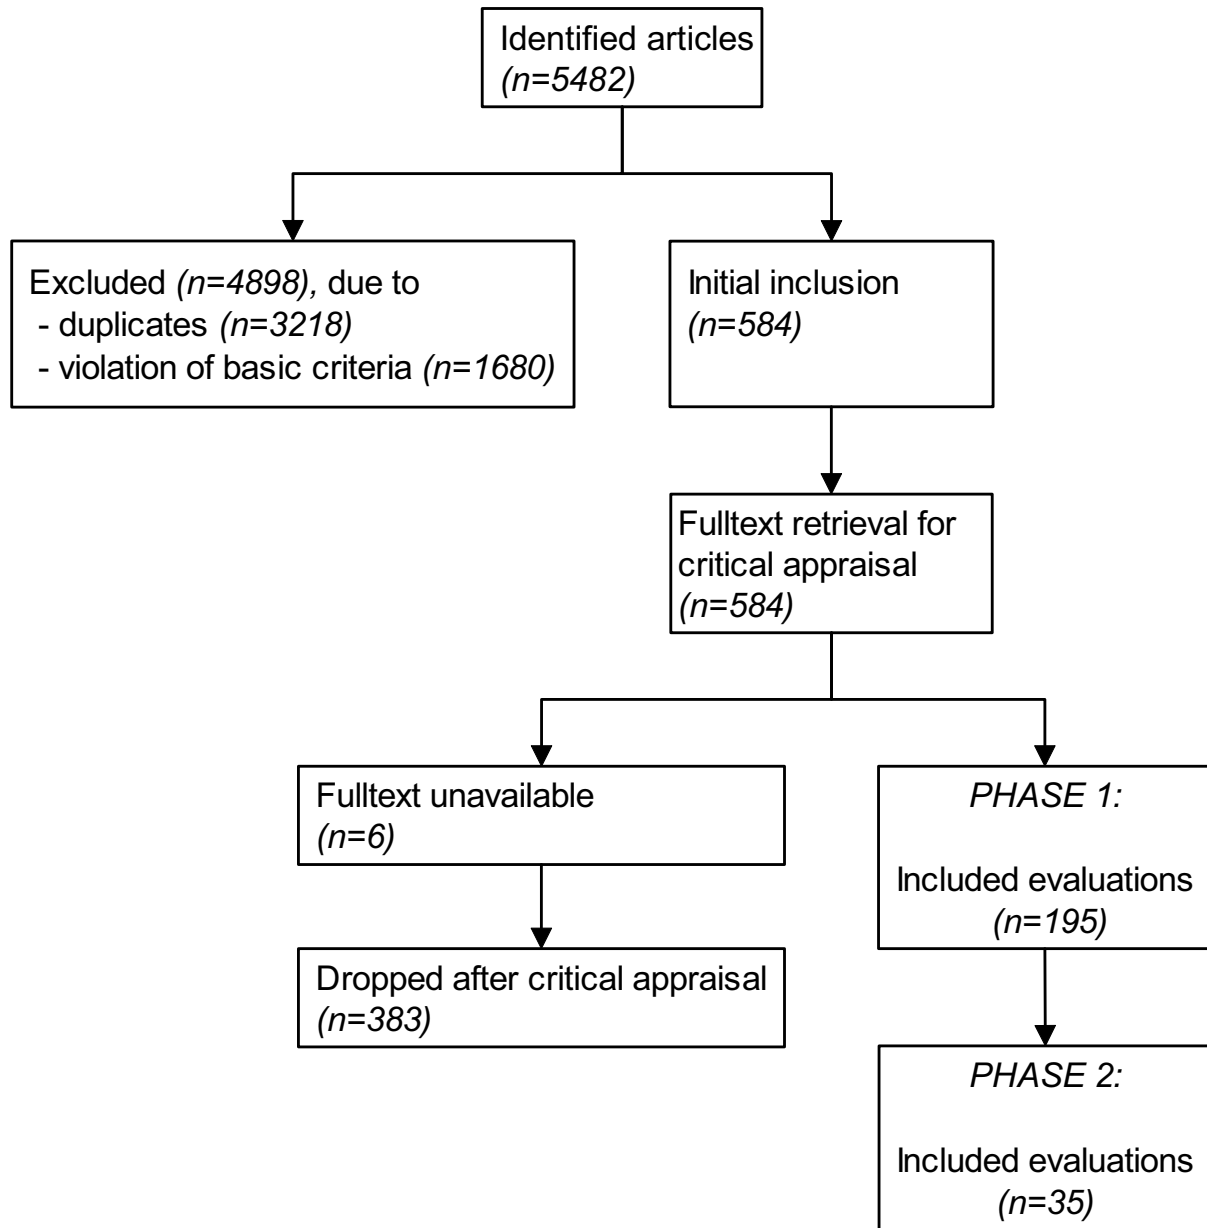 Identified articles
(n=5482)
Excluded (n=4898), due to
- duplicates (n=3218)
- violation of basic criteria (n=1680)
Initial inclusion
(n=584)
Fulltext retrieval for
critical appraisal
(n=584)
Fulltext unavailable
(n=6)
Dropped after critical appraisal
(n=383)
PHASE 1:
Included evaluations
(n=195)
PHASE 2:
Included evaluations
(n=35)